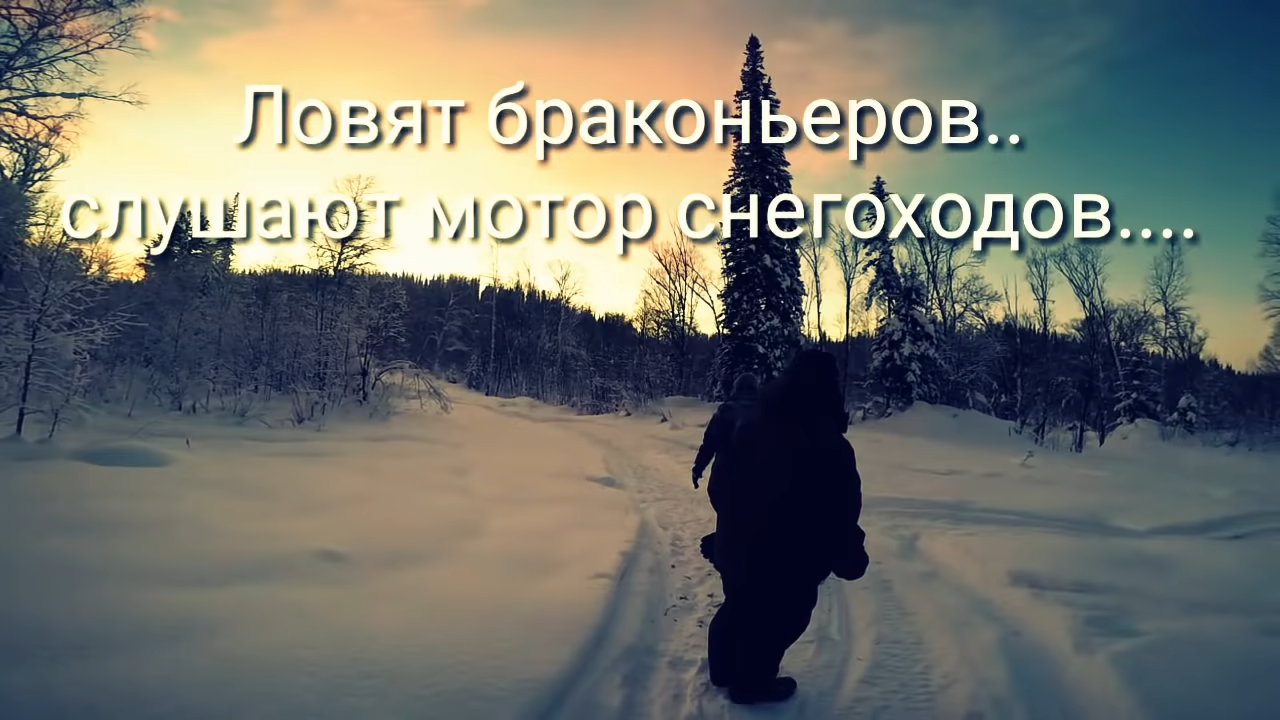 Ловят браконьеров..
слушают мотор снегоходов....